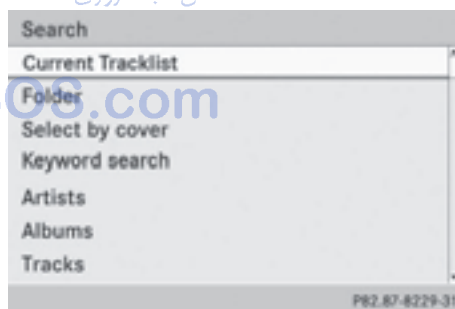 Search
Current Tracklist
Folder
Select by cover
Keyword search
Artists
Albums
Tracks
OS.com
P82.87-8229-31